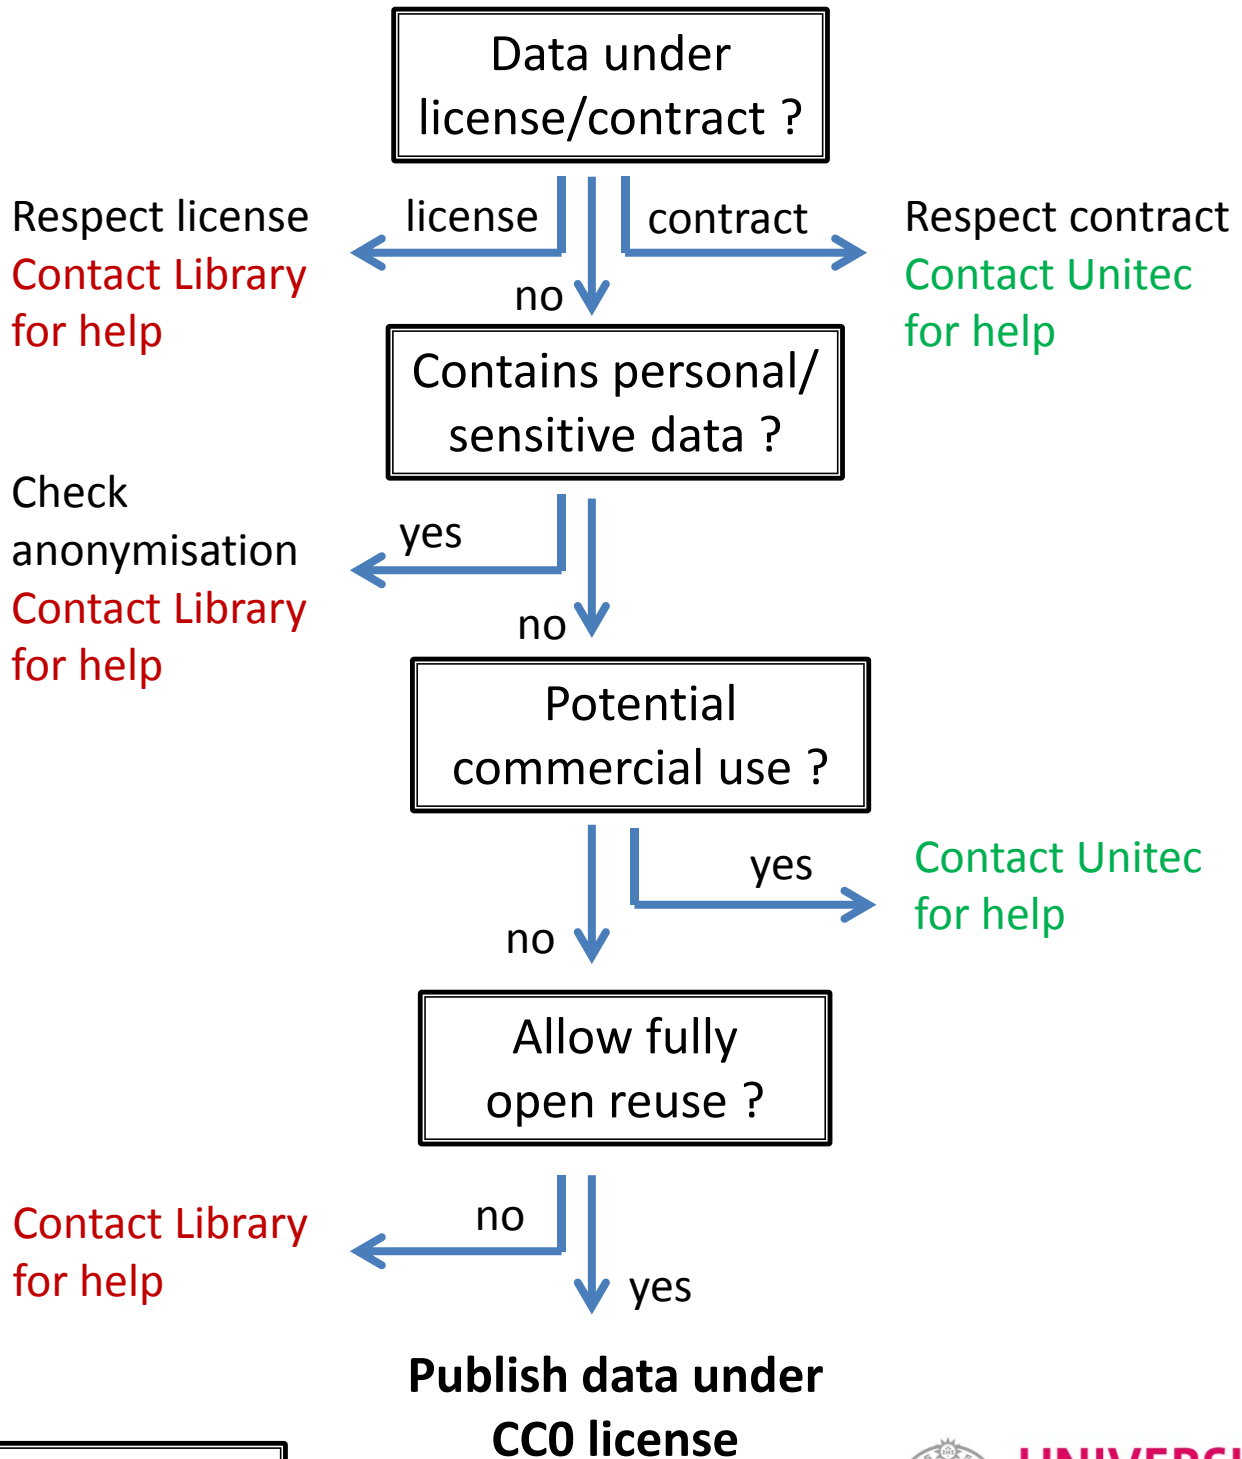 Data under
license/contract ?
license
contract
no
Respect license
Contact Library
for help
Respect contract
Contact Unitec
for help
Contains personal/
sensitive data ?
yes
no
Check
anonymisation
Contact Library
for help
Potential
commercial use ?
yes
no
Contact Unitec
for help
Allow fully
open reuse ?
no
yes
Contact Library
for help
Publish data under
CC0 license